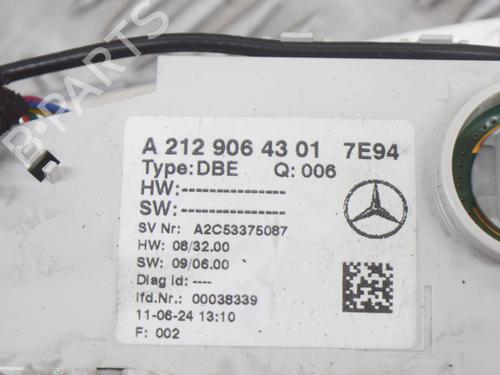 A 212 906 43 01 7E94
Type:DBE Q: 006
HW:----------------
SW:----------------
SV Nr: A2C53375087
HW: 08/32.00
SW: 09/06.00
Diag Id: ----
lfd.Nr.: 00038339
11-06-24 13:10
F: 002
B-PARTS